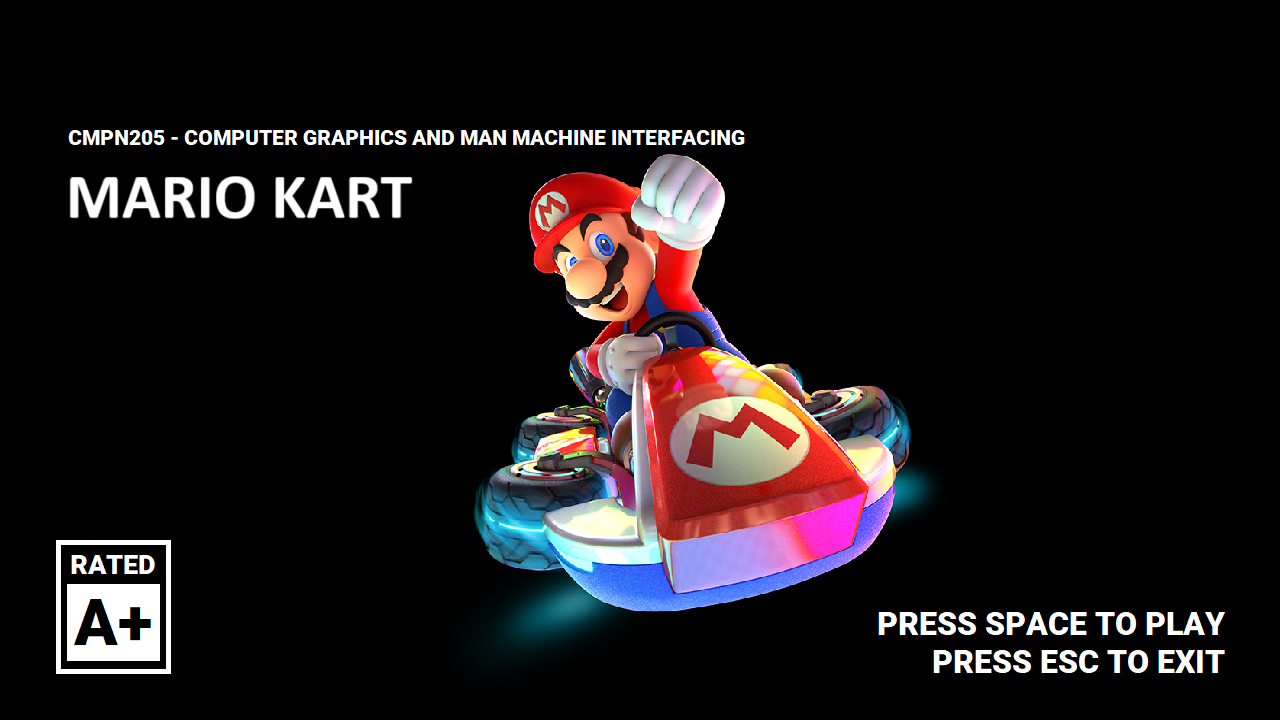 CMPN205 - COMPUTER GRAPHICS AND MAN MACHINE INTERFACING
MARIO KART
M
M
RATED
A+
PRESS SPACE TO PLAY
PRESS ESC TO EXIT